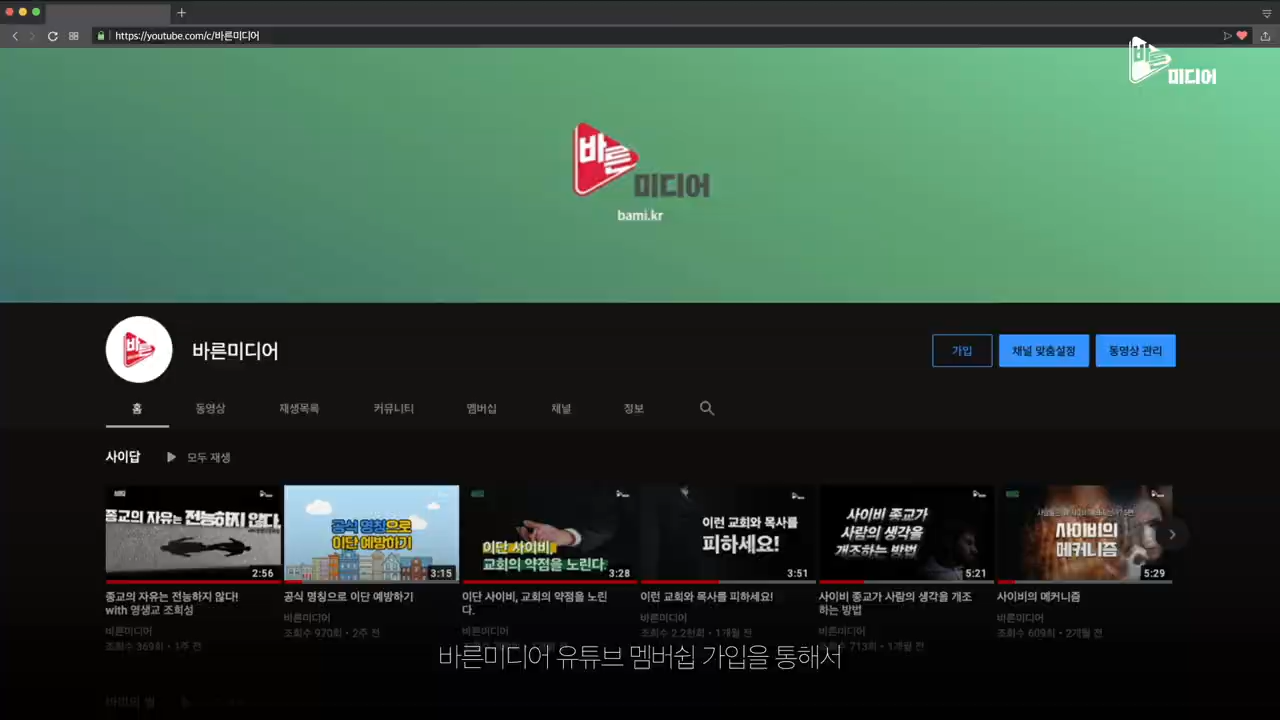 https://youtube.com/c/바른미디어
바른
미디어
바른
미디어
bami.kr
바른
바른미디어
가입
채널 맞춤설정
동영상 관리
홈
동영상
재생목록
커뮤니티
멤버십
채널
정보
사이답
모두 재생
종교의 자유는 전능하지 않다.
2:56
공식 명칭으로
이단 예방하기
3:15
이단 사이비,
교회의 약점을 노린다.
3:28
이런 교회와 목사를
피하세요!
3:51
사이비 종교가
사람의 생각을
개조하는 방법
5:21
사이비의
메커니즘
5:29
종교의 자유는 전능하지 않다!
with 영생교 조희성
바른미디어
조회수 369회 • 1주 전
공식 명칭으로 이단 예방하기
바른미디어
조회수 970회 • 2주 전
이단 사이비, 교회의 약점을 노린
다.
바른미디어
이런 교회와 목사를 피하세요!
바른미디어
조회수 2.2천회 • 1개월 전
사이비 종교가 사람의 생각을 개조
하는 방법
바른미디어
조회수 713회 • 1개월 전
사이비의 메커니즘
바른미디어
조회수 609회 • 2개월 전
바른미디어 유튜브 멤버쉽 가입을 통해서